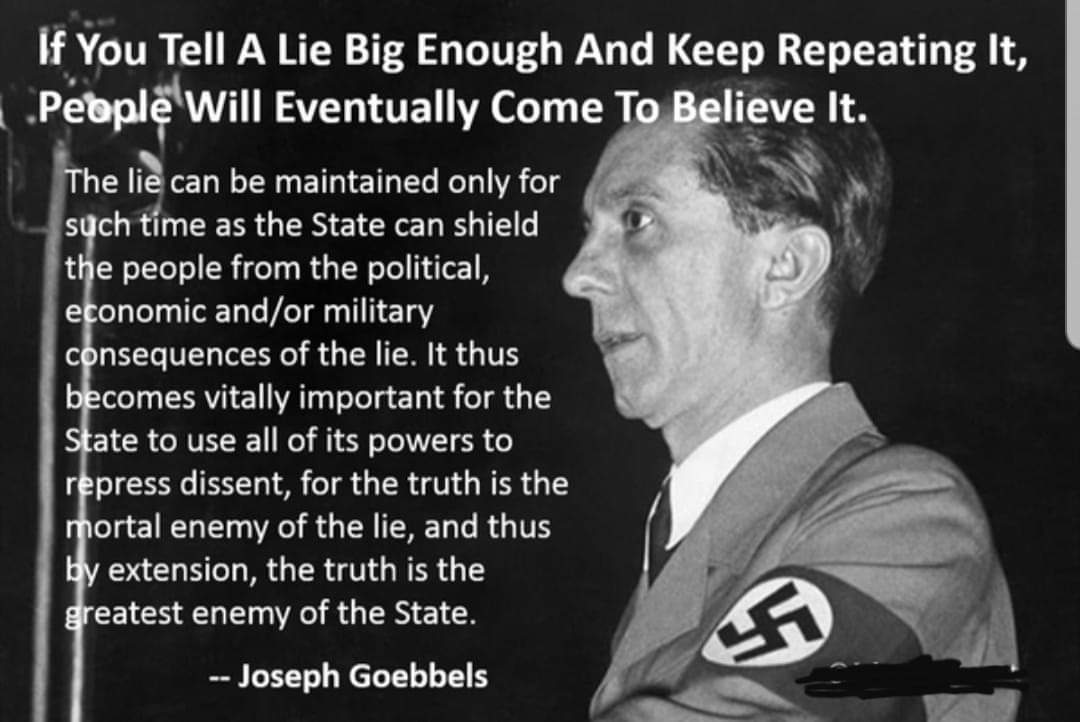 If You Tell A Lie Big Enough And Keep Repeating It,
People Will Eventually Come To Believe It.
The lie can be maintained only for
such time as the State can shield
the people from the political,
economic and/or military
consequences of the lie. It thus
becomes vitally important for the
State to use all of its powers to
repress dissent, for the truth is the
mortal enemy of the lie, and thus
by extension, the truth is the
greatest enemy of the State.
-- Joseph Goebbels